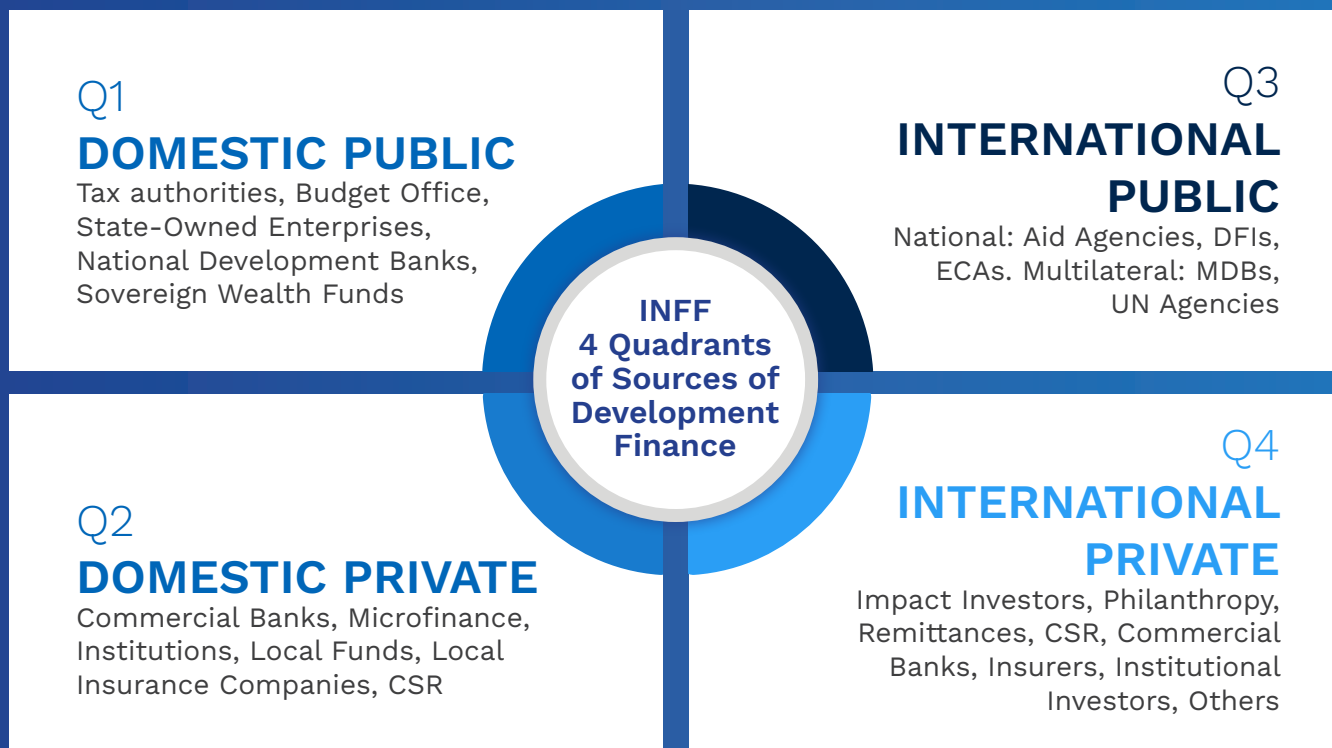 Q1
DOMESTIC PUBLIC
Tax authorities, Budget Office,
State-Owned Enterprises,
National Development Banks,
Sovereign Wealth Funds
Q3
INTERNATIONAL
PUBLIC
National: Aid Agencies, DFIs,
ECAs. Multilateral: MDBs,
UN Agencies
INFF
4 Quadrants
of Sources of
Development
Finance
Q2
DOMESTIC PRIVATE
Commercial Banks, Microfinance,
Institutions, Local Funds, Local
Insurance Companies, CSR
Q4
INTERNATIONAL
PRIVATE
Impact Investors, Philanthropy,
Remittances, CSR, Commercial
Banks, Insurers, Institutional
Investors, Others